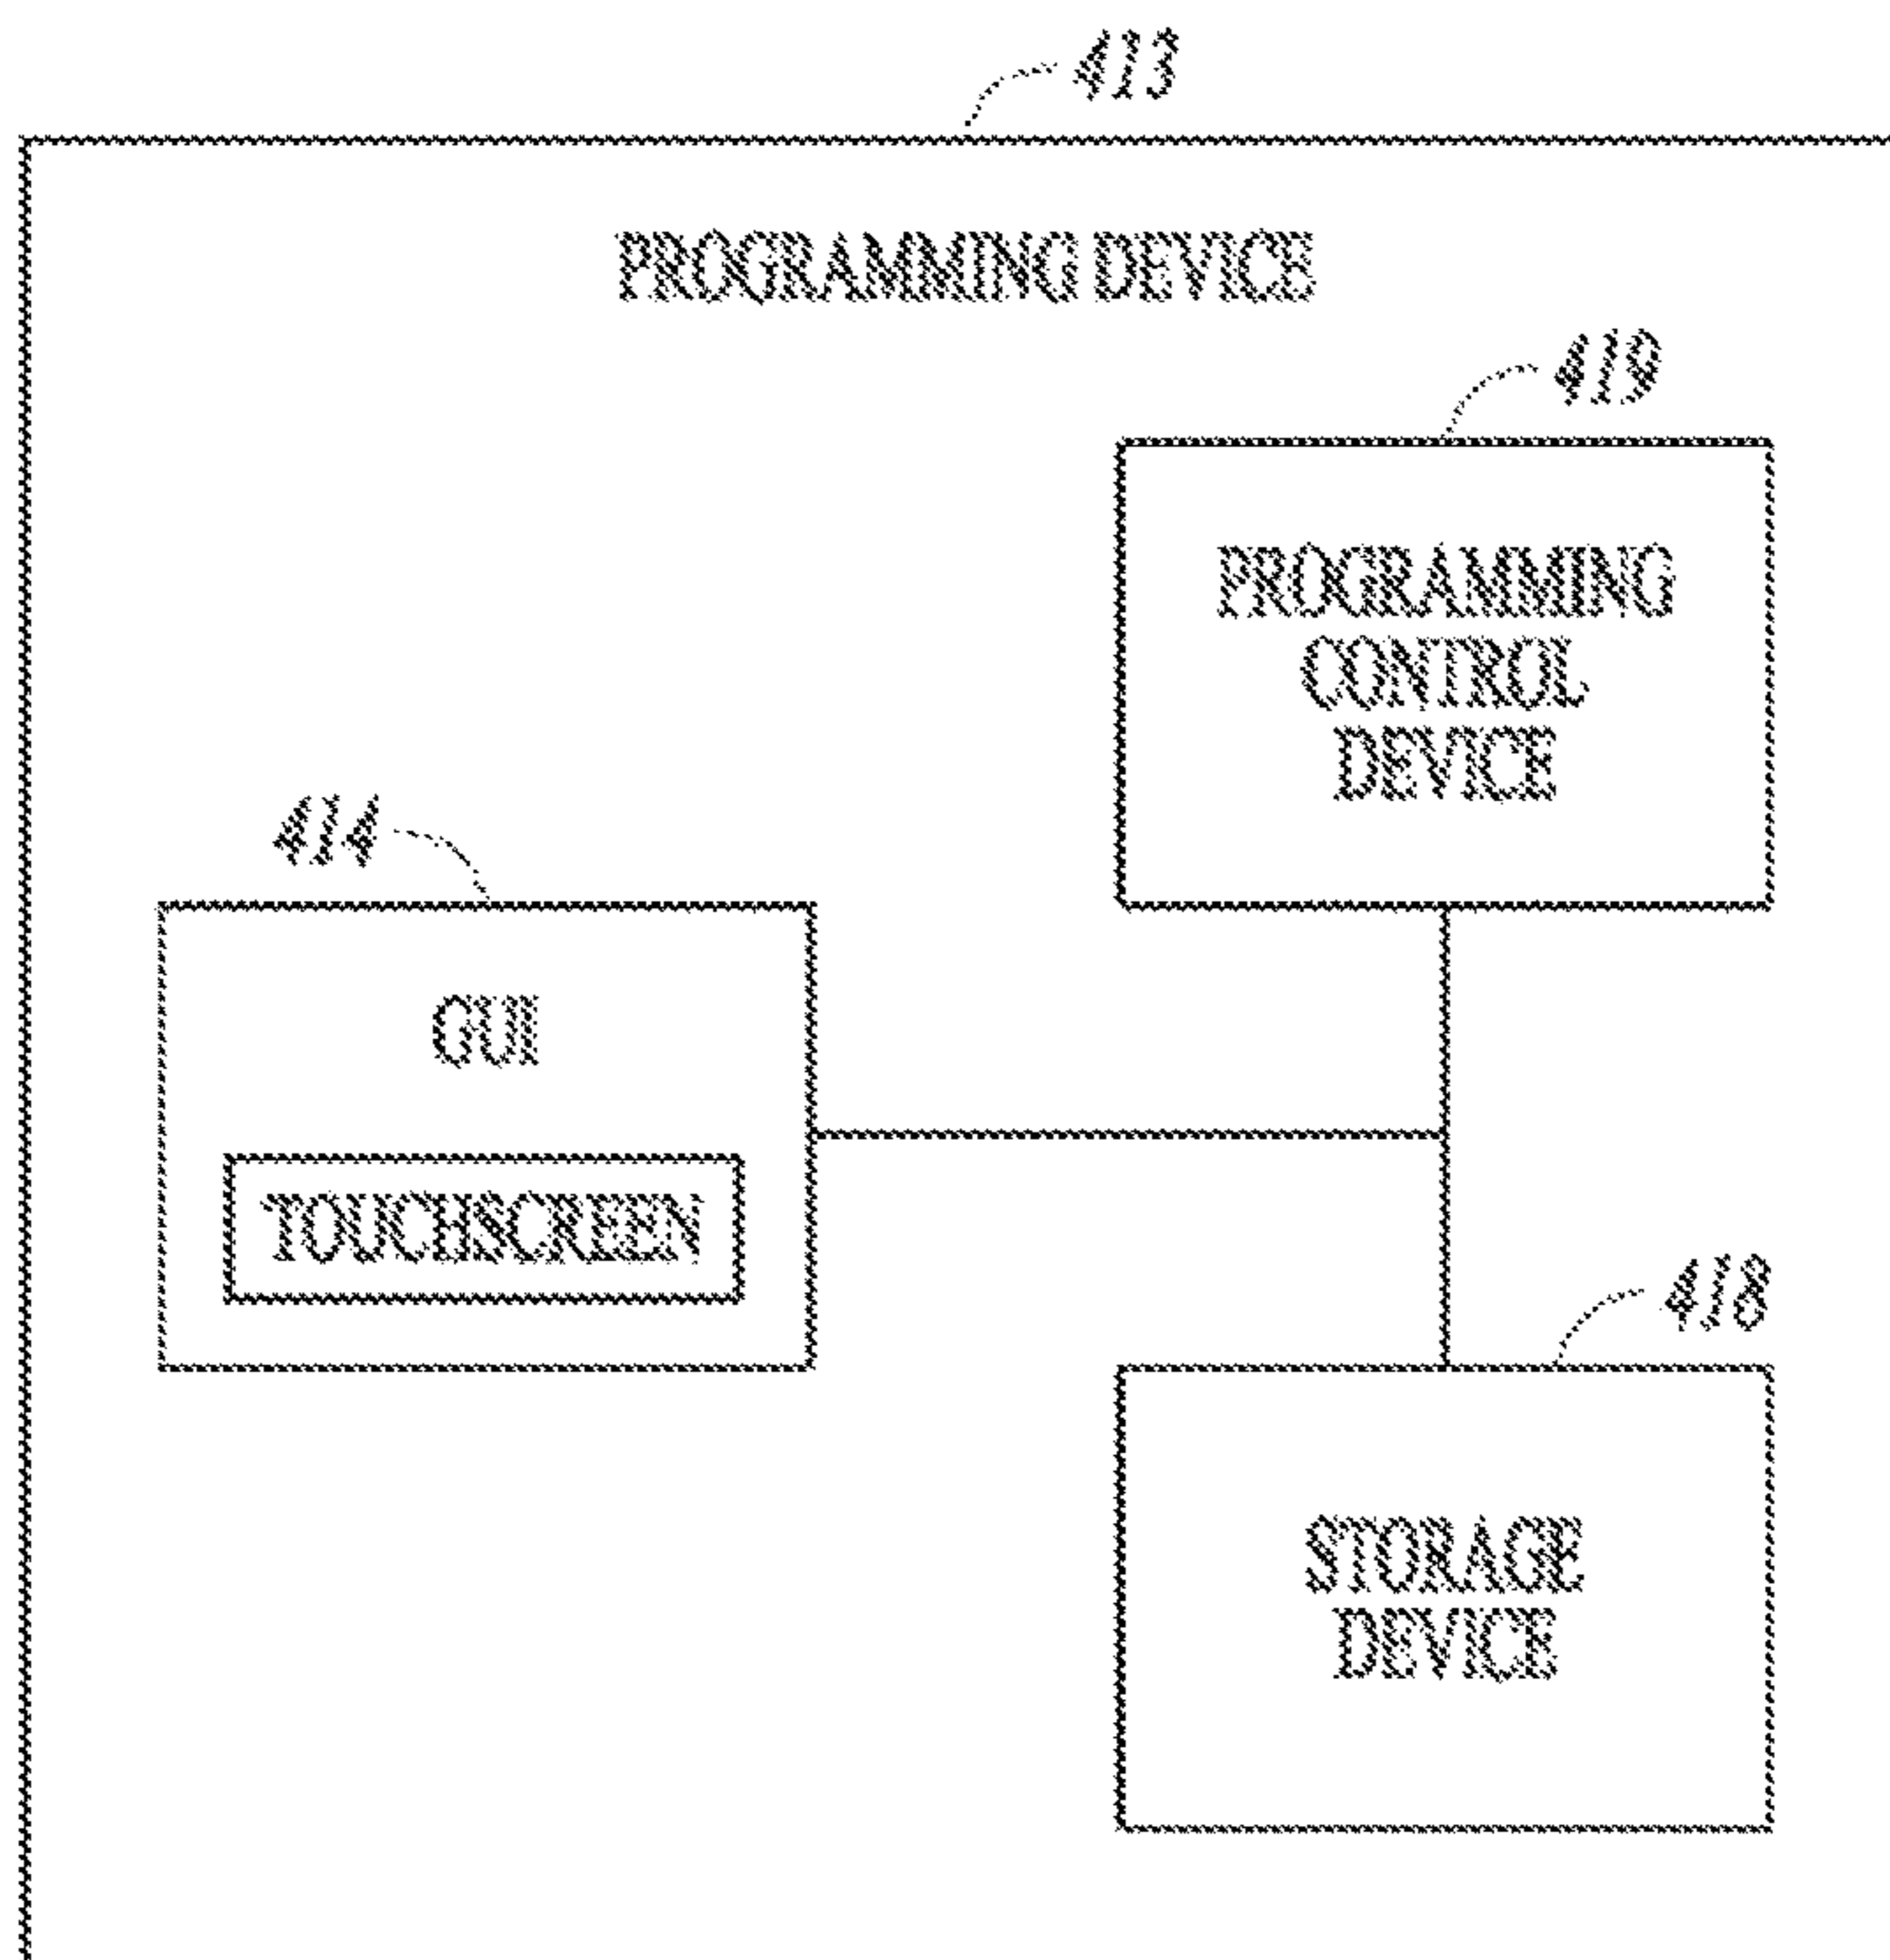 413
PROGRAMMING DEVICE
419
PROGRAMMING
CONTROL
DEVICE
414
GUI
TOUCHSCREEN
418
STORAGE
DEVICE